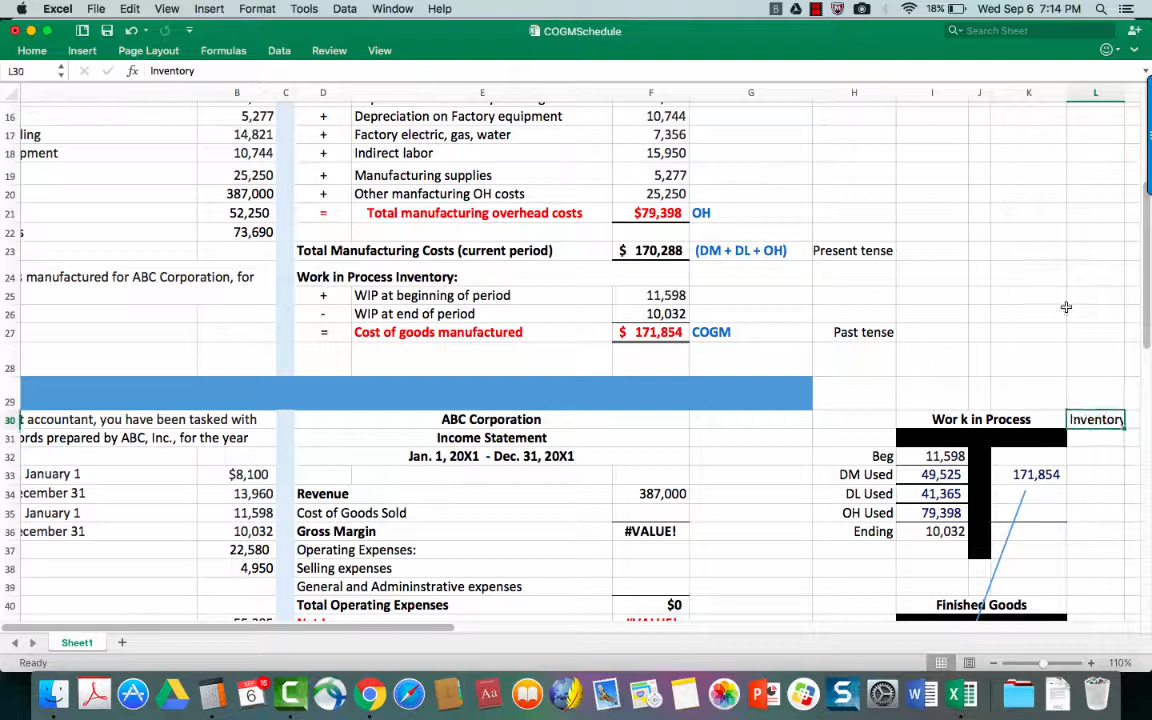 Excel File Edit View Insert Format Tools Data Window Help 18% Wed Sep 6 7:14 PM
COGMSchedule Search Sheet
Home Insert Page Layout Formulas Data Review View
L30 fx Inventory
B C D E F G H I J K L
16 5,277 + Depreciation on Factory equipment 10,744
17 ling 14,821 + Factory electric, gas, water 7,356
18 pment 10,744 + Indirect labor 15,950
19 25,250 + Manufacturing supplies 5,277
20 387,000 + Other manfacturing OH costs 25,250
21 52,250 = Total manufacturing overhead costs $79,398 OH
22 s 73,690
23 Total Manufacturing Costs (current period) $ 170,288 (DM + DL + OH) Present tense
24 s manufactured for ABC Corporation, for Work in Process Inventory:
25 + WIP at beginning of period 11,598
26 - WIP at end of period 10,032
27 = Cost of goods manufactured $ 171,854 COGM Past tense
28
29
30 t accountant, you have been tasked with ABC Corporation Wor k in Process Inventory
31 ords prepared by ABC, Inc., for the year Income Statement
32 Jan. 1, 20X1 - Dec. 31, 20X1 Beg 11,598
33 January 1 $8,100 DM Used 49,525 171,854
34 ecember 31 13,960 Revenue 387,000 DL Used 41,365
35 January 1 11,598 Cost of Goods Sold OH Used 79,398
36 ecember 31 10,032 Gross Margin #VALUE! Ending 10,032
37 22,580 Operating Expenses:
38 4,950 Selling expenses
39 General and Admininstrative expenses
40 Total Operating Expenses $0 Finished Goods
Sheet1
Ready 110%